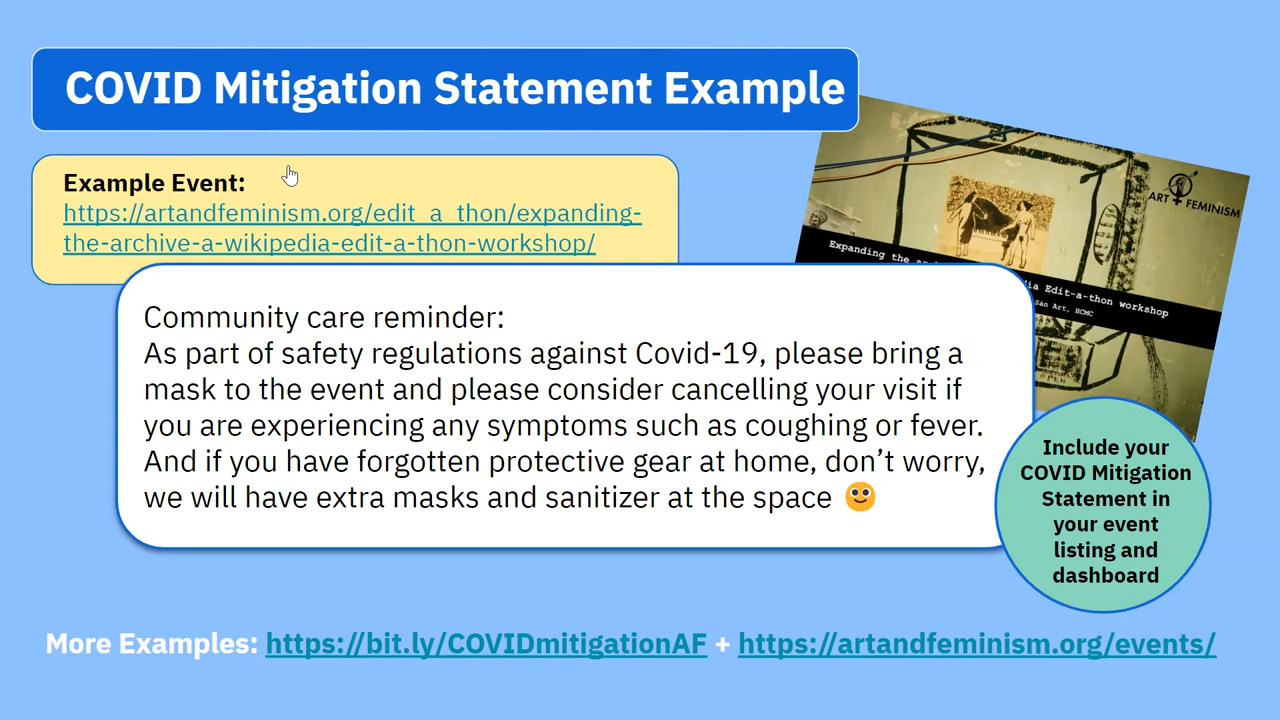 COVID Mitigation Statement Example
Example Event:
https://artandfeminism.org/edit_a_thon/expanding-
the-archive-a-wikipedia-edit-a-thon-workshop/
ART FEMINISM
Expanding the
Edit-a-thon workshop
Sàn Art, HCMC
Community care reminder:
As part of safety regulations against Covid-19, please bring a
mask to the event and please consider cancelling your visit if
you are experiencing any symptoms such as coughing or fever.
And if you have forgotten protective gear at home, don’t worry,
we will have extra masks and sanitizer at the space 🙂
Include your
COVID Mitigation
Statement in
your event
listing and
dashboard
More Examples: https://bit.ly/COVIDmitigationAF + https://artandfeminism.org/events/